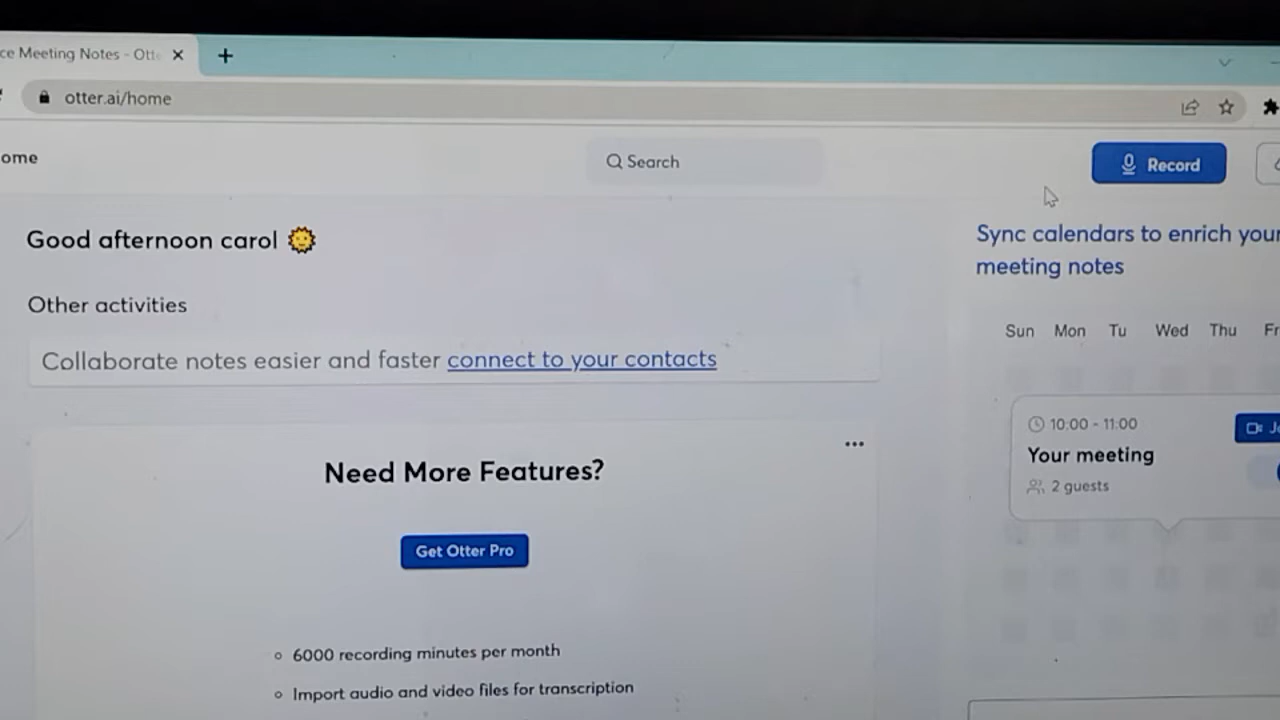 ce Meeting Notes - Ott
otter.ai/home
ome
Search
Record
Good afternoon carol
Sync calendars to enrich your
meeting notes
Other activities
Sun Mon Tu Wed Thu Fr
Collaborate notes easier and faster connect to your contacts
10:00 - 11:00
Your meeting
2 guests
Need More Features?
Get Otter Pro
6000 recording minutes per month
Import audio and video files for transcription